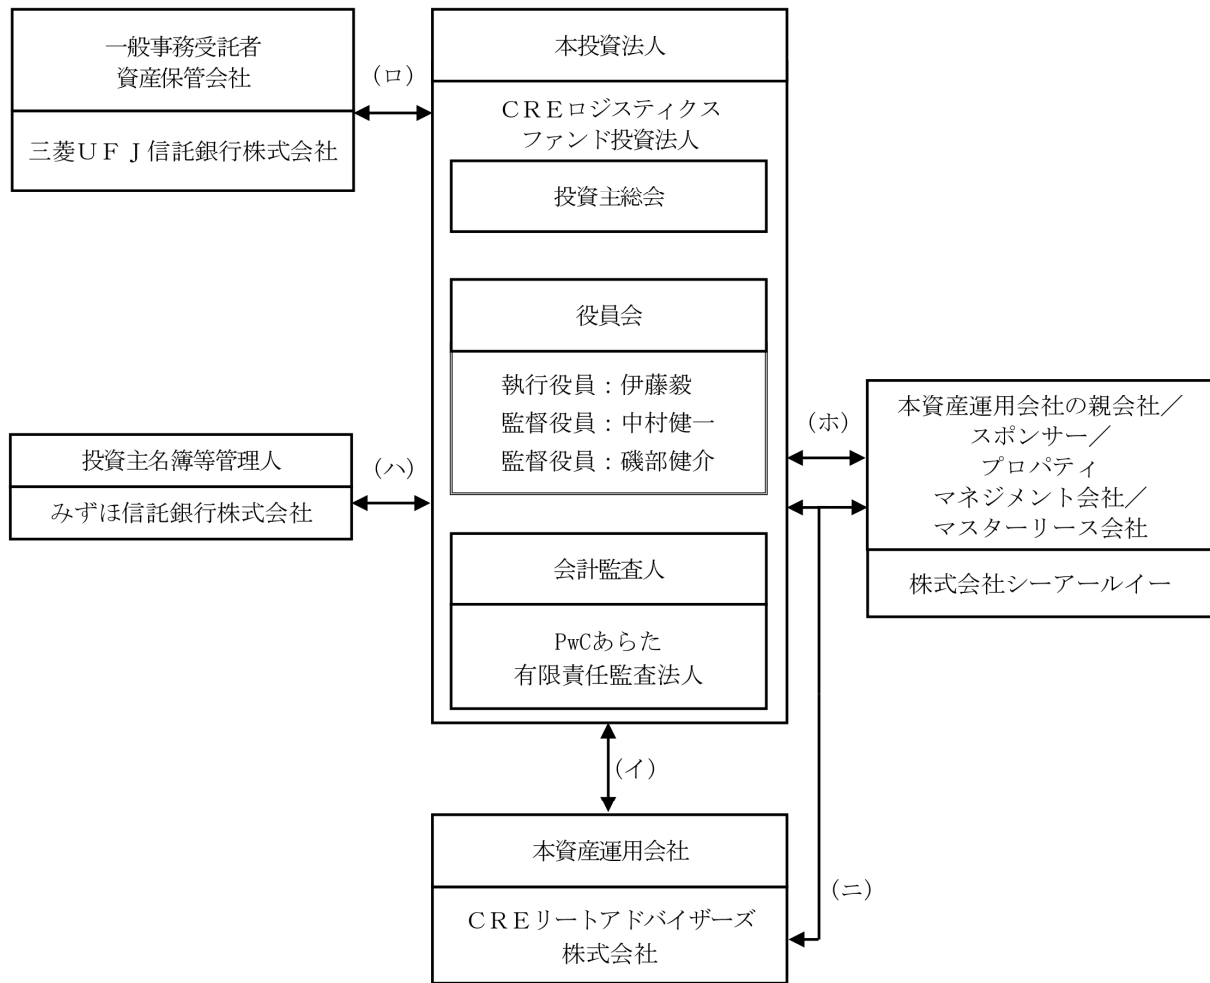 一般事務受託者
資産保管会社
三菱ＵＦＪ信託銀行株式会社
（ロ）
本投資法人
ＣＲＥロジスティクス
ファンド投資法人
投資主総会
役員会
執行役員：伊藤毅
監督役員：中村健一
監督役員：磯部健介
投資主名簿等管理人
みずほ信託銀行株式会社
（ハ）
（ホ）
本資産運用会社の親会社／
スポンサー／
プロパティ
マネジメント会社／
マスターリース会社
株式会社シーアールイー
会計監査人
PwCあらた
有限責任監査法人
（イ）
本資産運用会社
ＣＲＥリートアドバイザーズ
株式会社
（ニ）